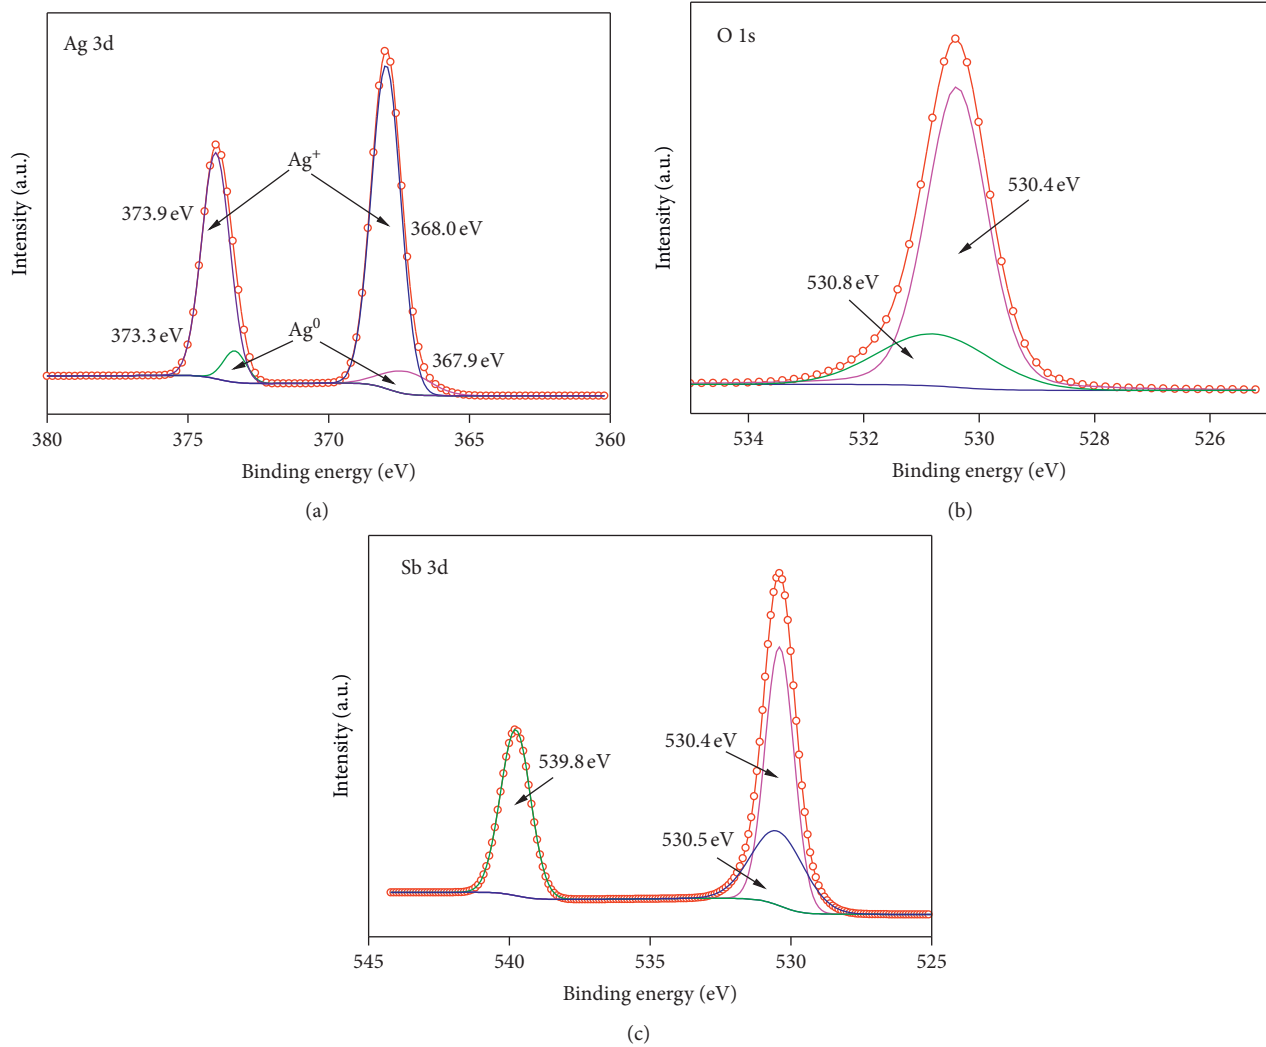 Ag 3d
Intensity (a.u.)
Ag⁺
373.9 eV
368.0 eV
373.3 eV
Ag⁰
367.9 eV
380
375
370
365
360
Binding energy (eV)
(a)
O 1s
Intensity (a.u.)
530.4 eV
530.8 eV
534
532
530
528
526
Binding energy (eV)
(b)
Sb 3d
Intensity (a.u.)
539.8 eV
530.4 eV
530.5 eV
545
540
535
530
525
Binding energy (eV)
(c)